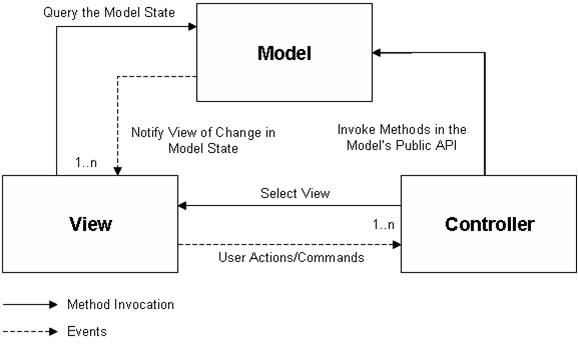 Query the Model State
Model
Notify View of Change in
Model State
Invoke Methods in the
Model's Public API
1..n
View
Select View
1..n
Controller
User Actions/Commands
Method Invocation
Events